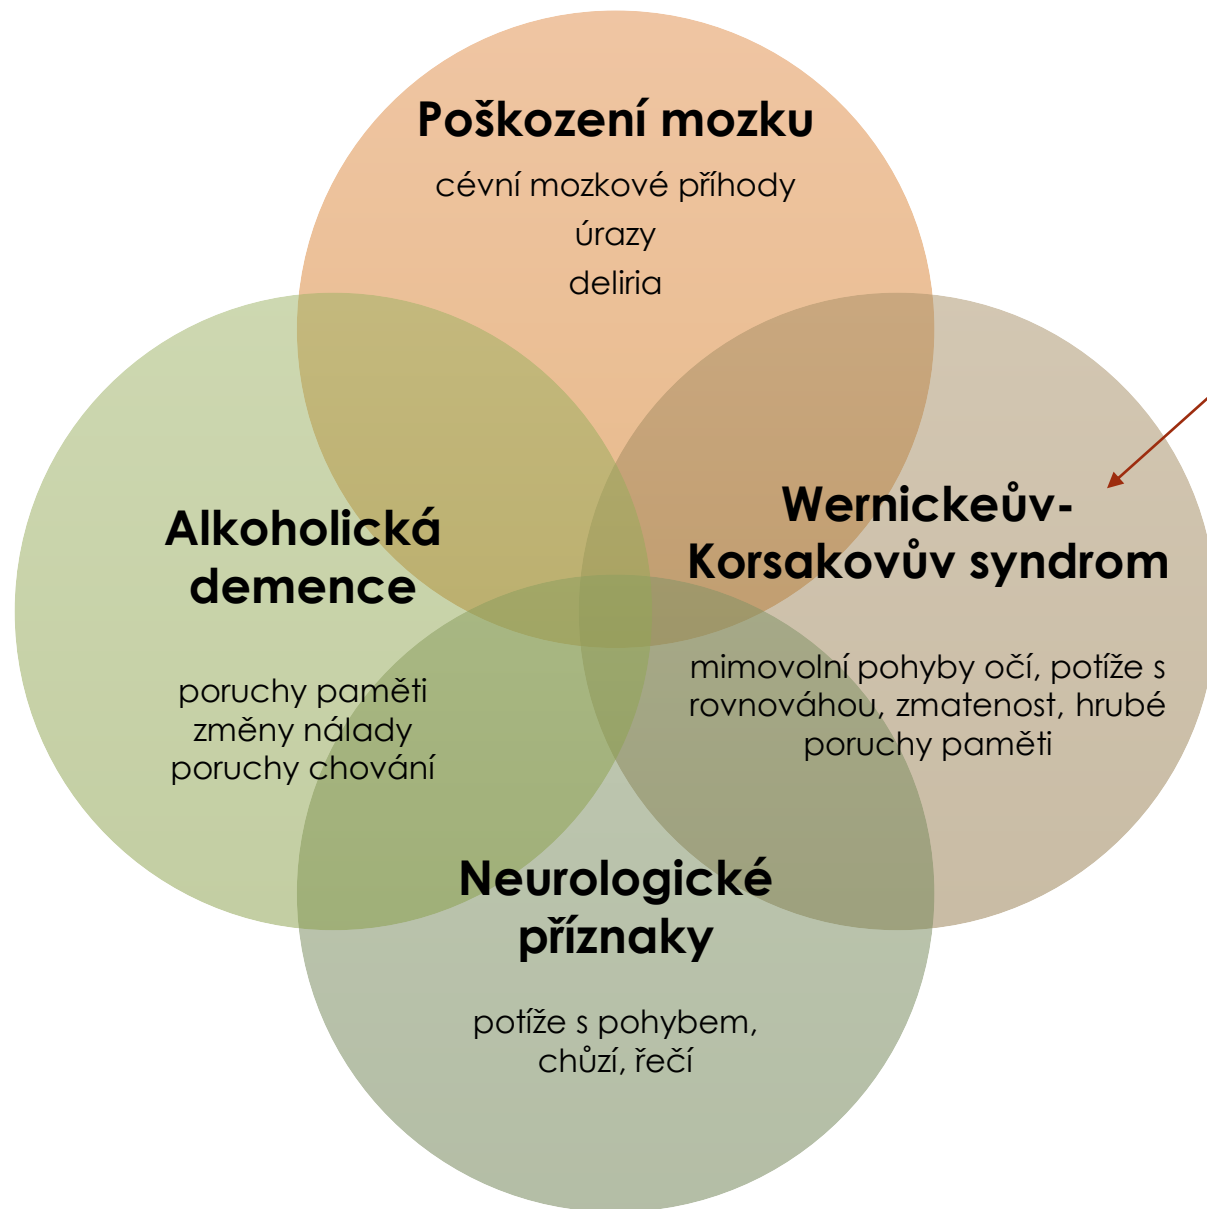 Poškození mozku
cévní mozkové příhody
úrazy
deliria
Alkoholická
demence
poruchy paměti
změny nálady
poruchy chování
Wernickeův-
Korsakovův syndrom
mimovolní pohyby očí, potíže s
rovnováhou, zmatenost, hrubé
poruchy paměti
Neurologické
příznaky
potíže s pohybem,
chůzí, řečí